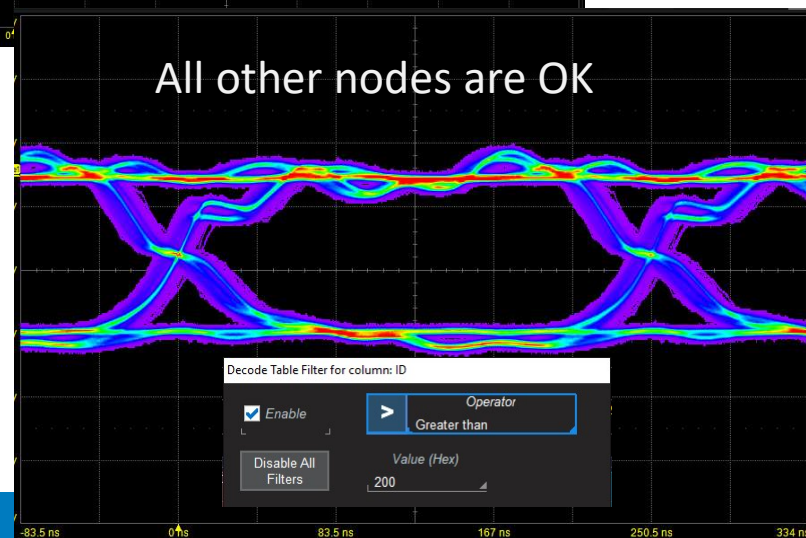 All other nodes are OK
Decode Table Filter for column: ID
Enable
>
Operator
Greater than
Disable All
Filters
Value (Hex)
200
-83.5 ns
0 ns
83.5 ns
167 ns
250.5 ns
334 ns